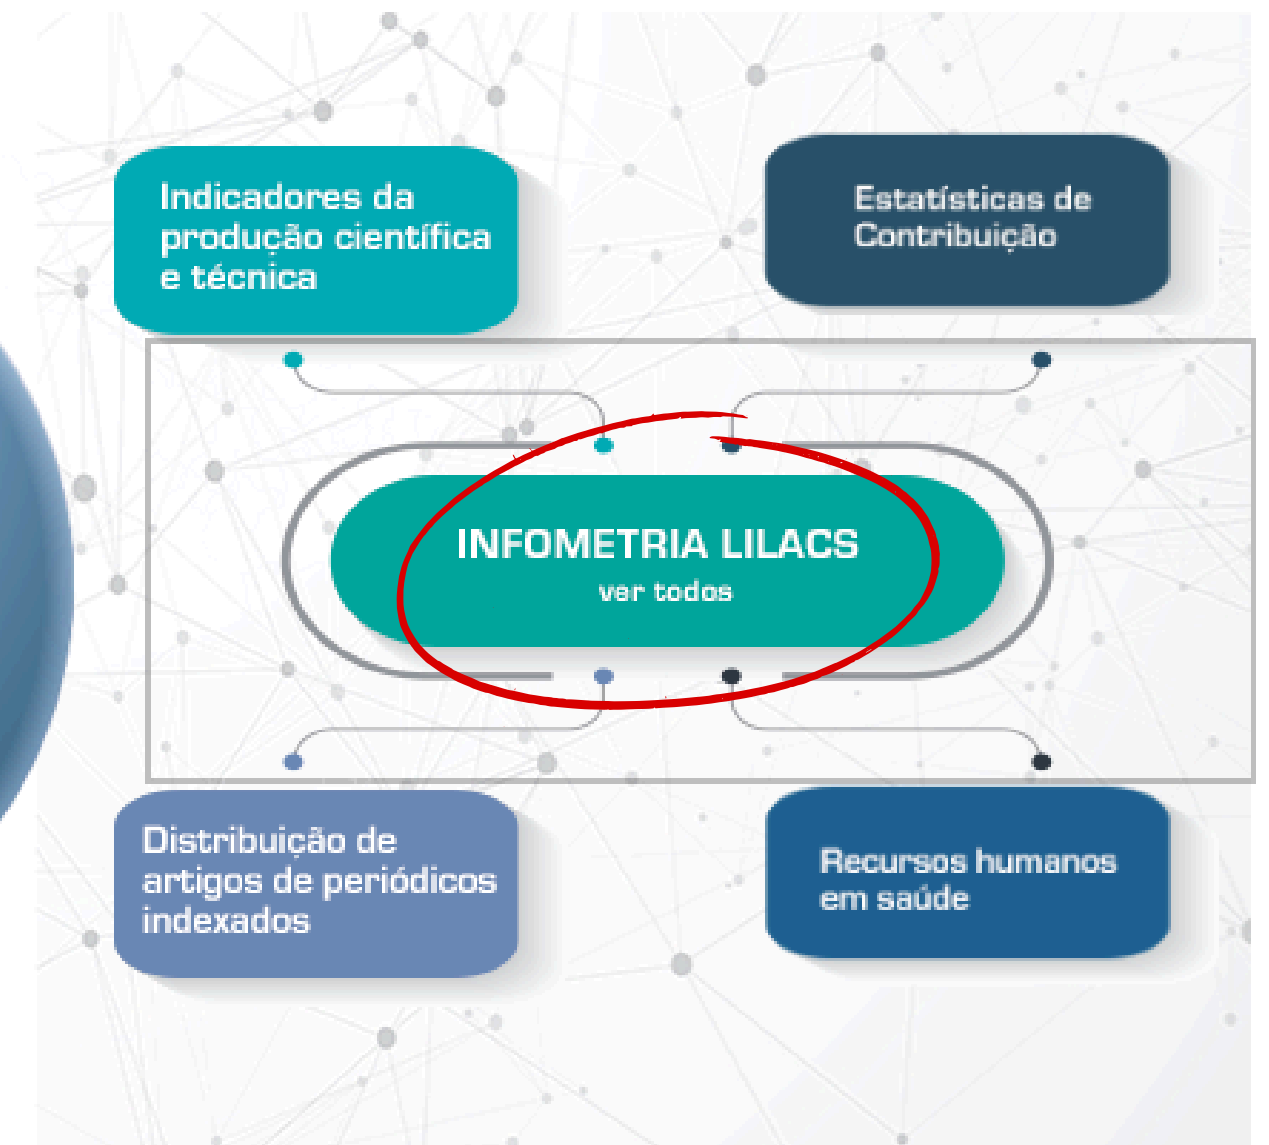 Indicadores da
produção científica
e técnica
Estatísticas de
Contribuição
INFOMETRIA LILACS
ver todos
Distribuição de
artigos de periódicos
indexados
Recursos humanos
em saúde